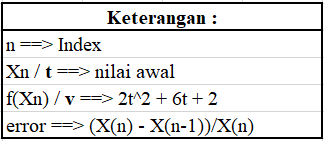 Keterangan :
n ==> Index
Xn / t ==> nilai awal
f(Xn) / v ==> 2t^2 + 6t + 2
error ==> (X(n) - X(n-1))/X(n)